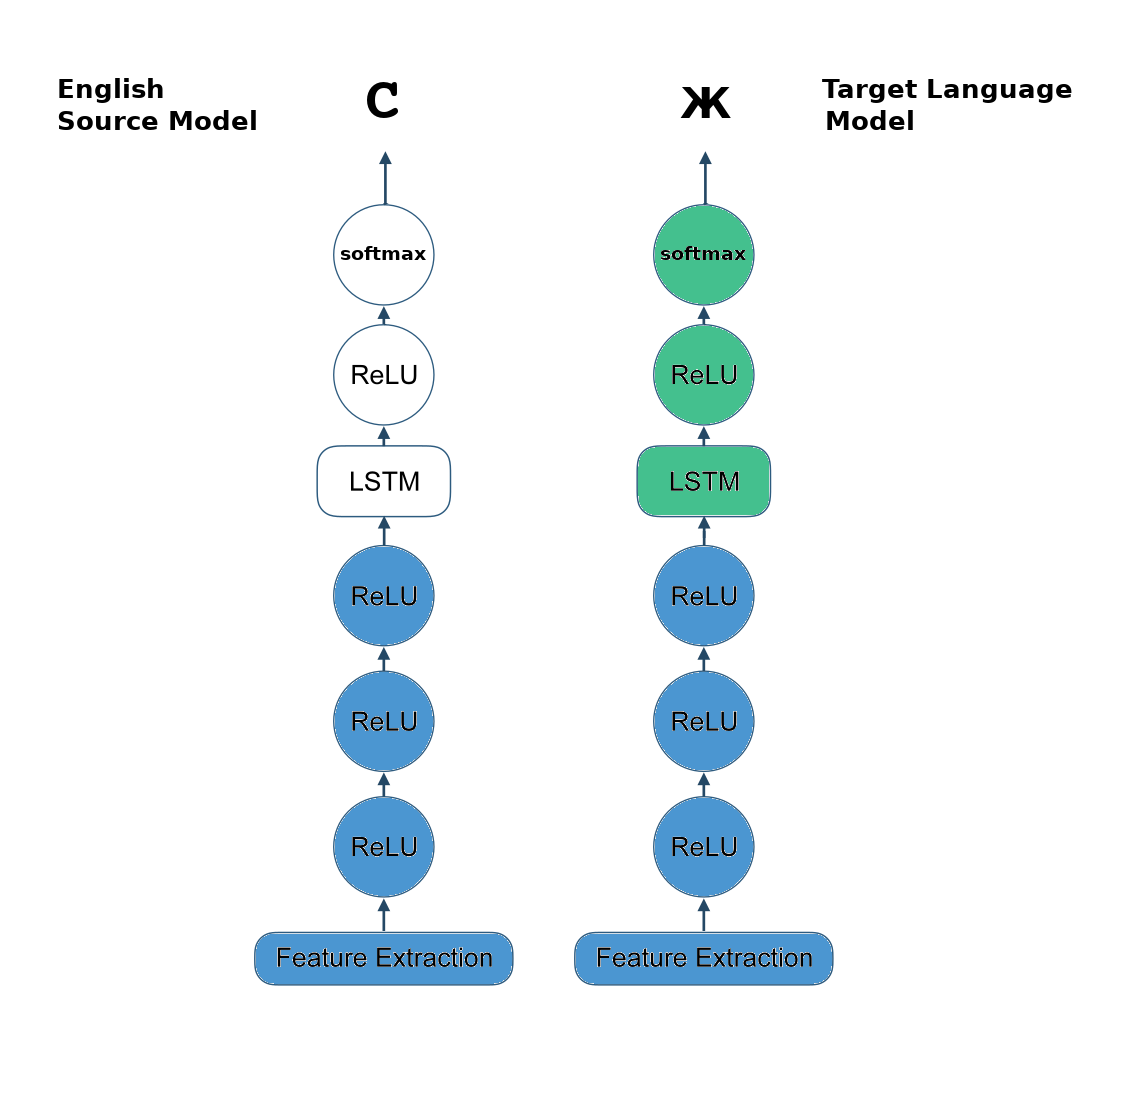 English
Source Model
C
ж
Target Language
Model
softmax
softmax
ReLU
ReLU
LSTM
LSTM
ReLU
ReLU
ReLU
ReLU
ReLU
ReLU
Feature Extraction
Feature Extraction